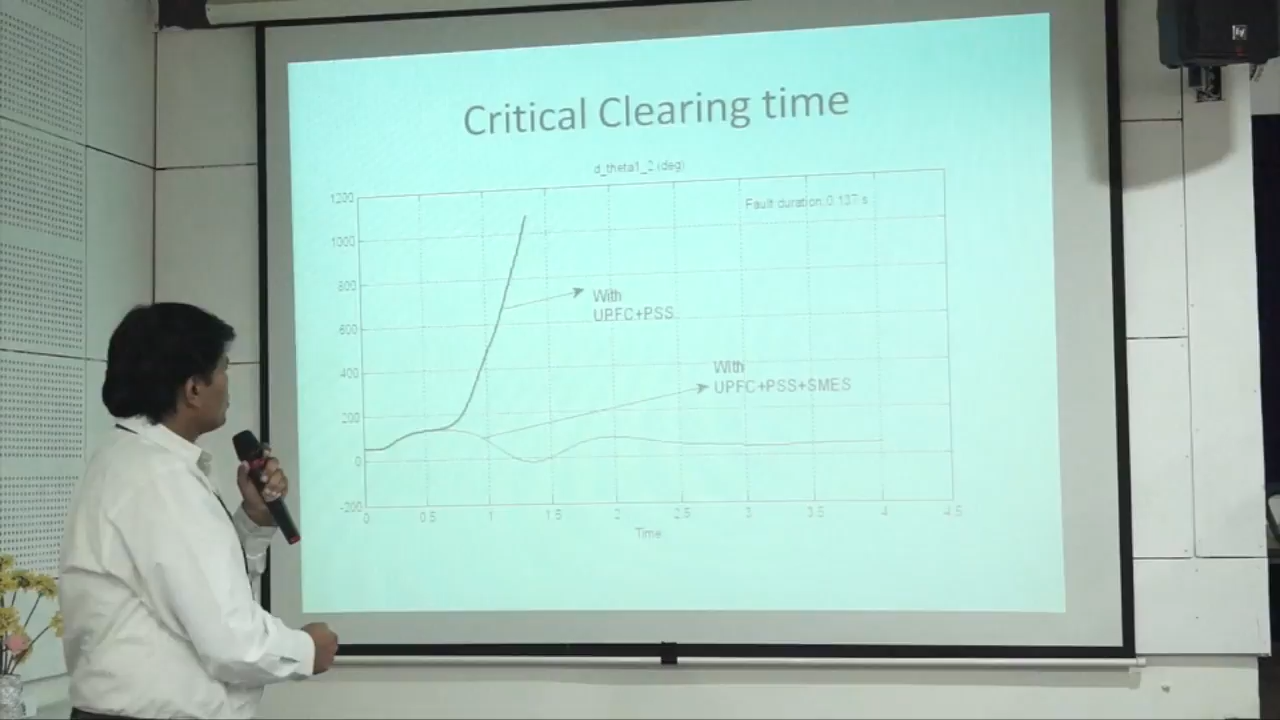 Critical Clearing time
d_theta1_2 (deg)
Fault duration 0.137 s
1200
1000
800
600
400
200
0
-200
With
UPFC+PSS
With
UPFC+PSS+SMES
0 0.5 1 1.5 2 2.5 3 3.5 4 4.5
Time